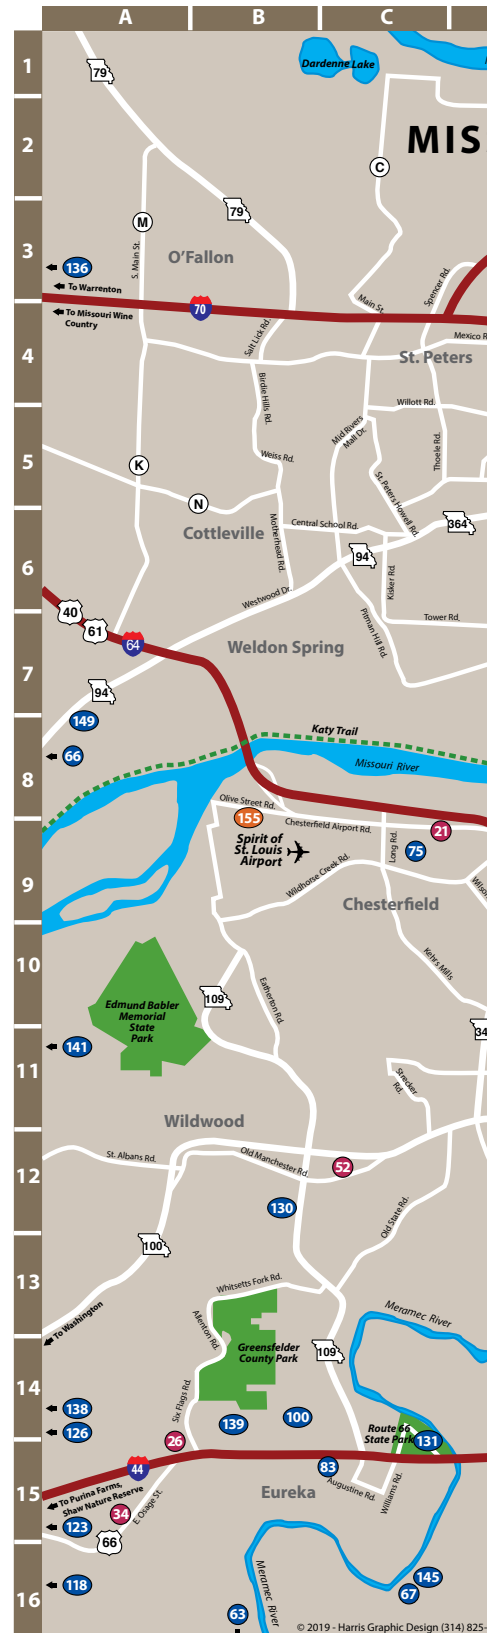 A B C
1
Dardenne Lake
79
2
MIS
C
79
M
3
O'Fallon
S. Main St.
136
To Warrenton
Spencer Rd.
70
Main St.
To Missouri Wine
Country
Salt Lick Rd.
Mexico R
4
St. Peters
Birdie Hills Rd.
Willott Rd.
Mid Rivers
Mall Dr.
Thoele Rd.
5
K
Weiss Rd.
St. Peters Howell Rd.
N
Central School Rd.
364
Cottleville
Motherhead Rd.
94
6
Kisker Rd.
Westwood Dr.
40
61
64
Pitman Hill Rd.
Tower Rd.
Weldon Spring
7
94
149
Katy Trail
66
Missouri River
8
Olive Street Rd.
155
Chesterfield Airport Rd.
21
Spirit of
St. Louis
Airport
Long Rd.
75
9
Wildhorse Creek Rd.
Wilson
Chesterfield
10
Kehrs Mills
Eatherton Rd.
109
Edmund Babler
Memorial
State
Park
34
141
11
Strecker
Rd.
Wildwood
St. Albans Rd.
Old Manchester Rd.
52
12
130
Old State Rd.
100
13
Whitsetts Fork Rd.
To Washington
Allenton Rd.
Meramec River
Greensfelder
County Park
109
14
Six Flags Rd.
138
139
100
126
26
Route 66
State Park
131
44
83
To Purina Farms,
Shaw Nature Reserve
15
Eureka
Augustine Rd.
Williams Rd.
34
E. Osage St.
123
66
Meramec River
118
145
67
16
63
© 2019 - Harris Graphic Design (314) 825-